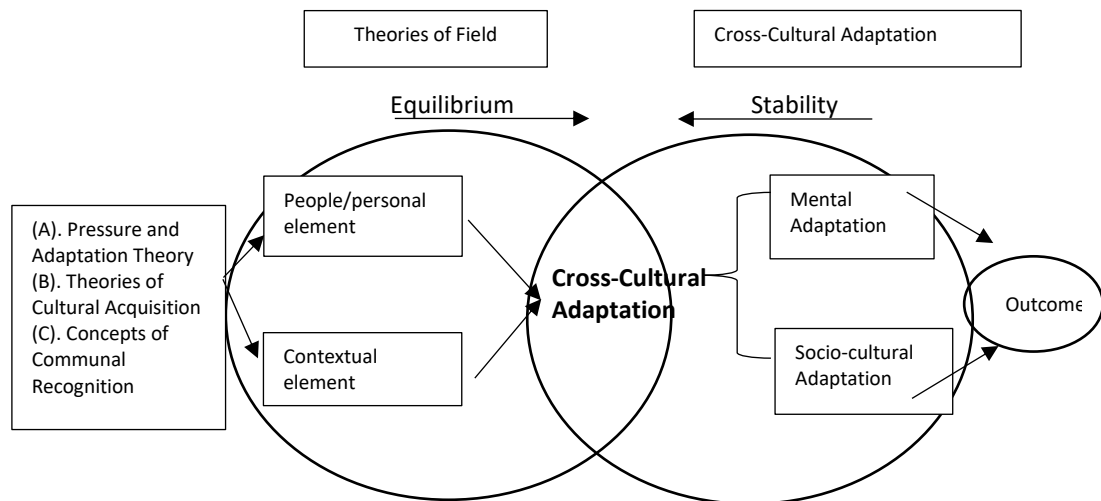 Theories of Field
Cross-Cultural Adaptation
Equilibrium
Stability
(A). Pressure and
Adaptation Theory
(B). Theories of
Cultural Acquisition
(C). Concepts of
Communal
Recognition
People/personal
element
Contextual
element
Cross-Cultural
Adaptation
Mental
Adaptation
Socio-cultural
Adaptation
Outcome